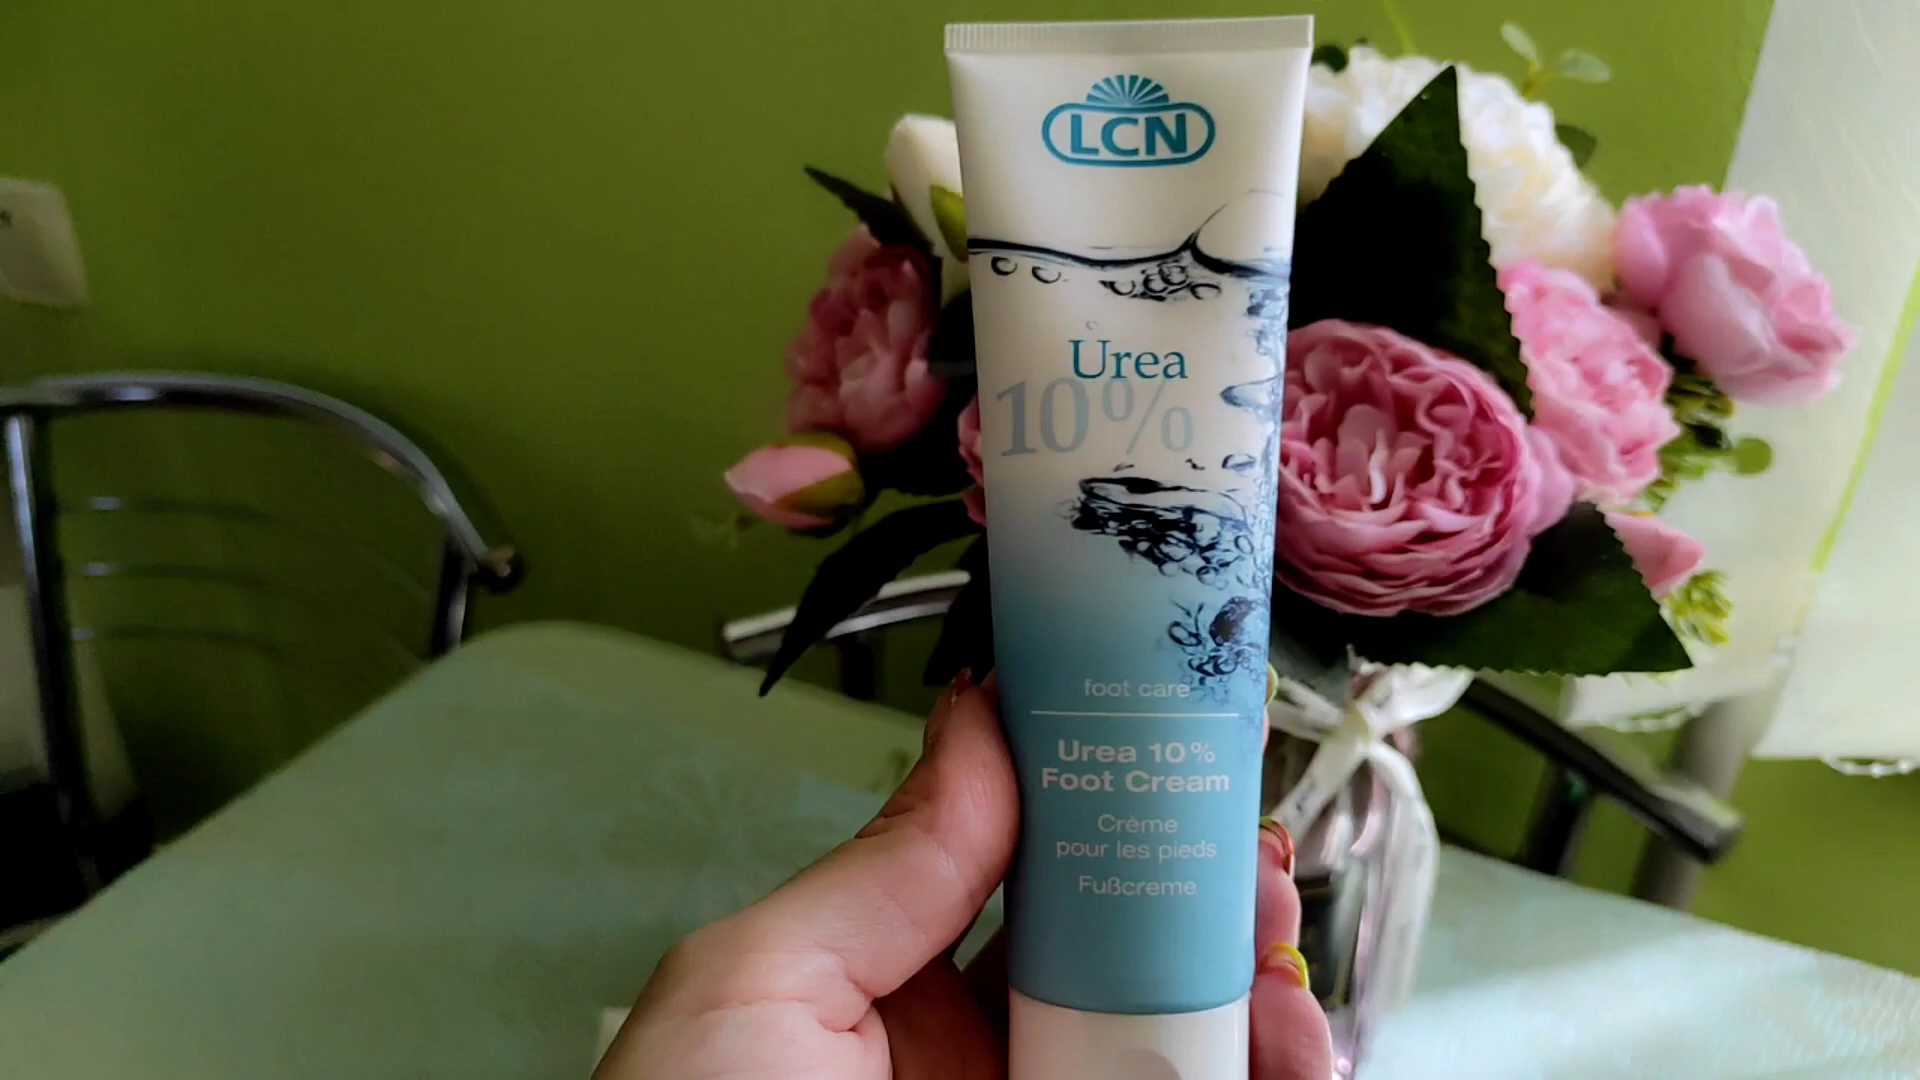 LCN
Urea
10%
foot care
Urea 10%
Foot Cream
Crème
pour les pieds
Fußcreme